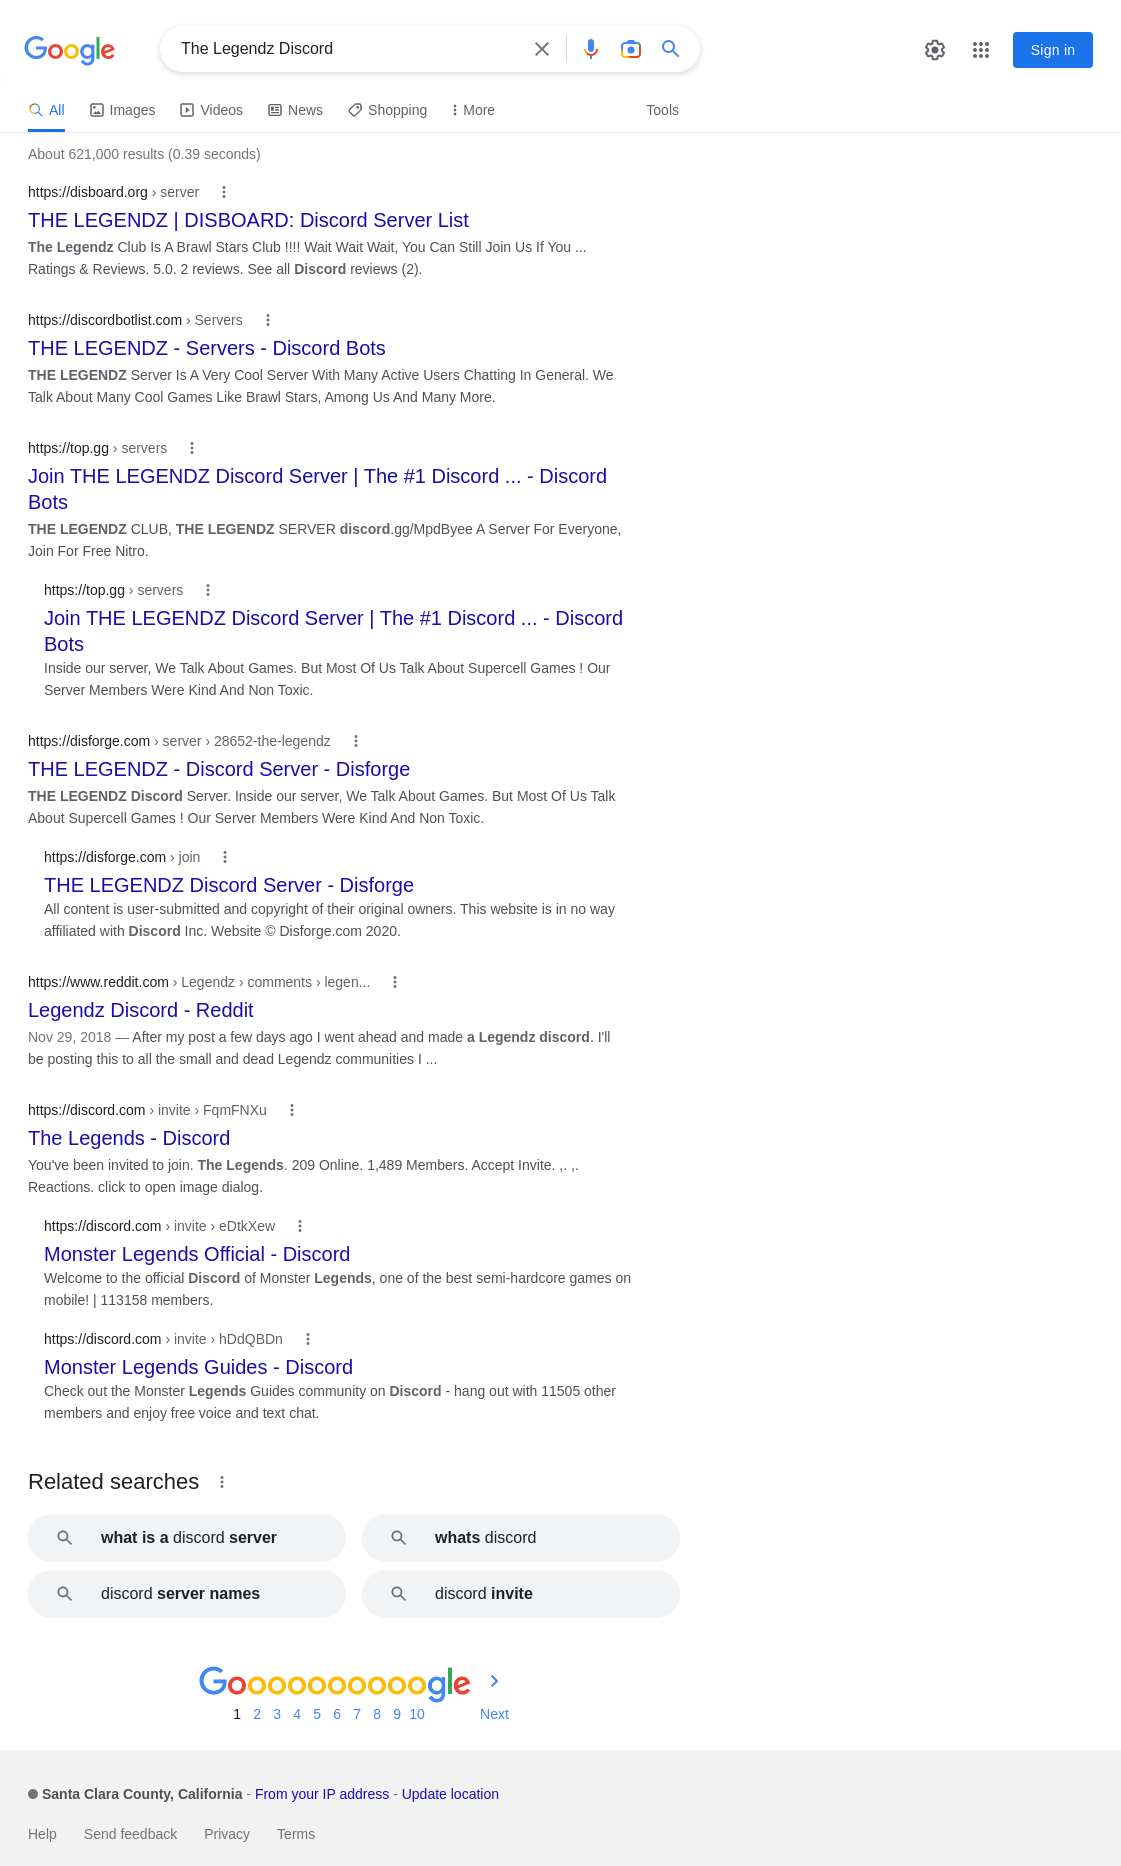 Google
The Legendz Discord
Sign in
All Images Videos News Shopping More Tools
About 621,000 results (0.39 seconds)
https://disboard.org › server
THE LEGENDZ | DISBOARD: Discord Server List
The Legendz Club Is A Brawl Stars Club !!!! Wait Wait Wait, You Can Still Join Us If You ...
Ratings & Reviews. 5.0. 2 reviews. See all Discord reviews (2).
https://discordbotlist.com › Servers
THE LEGENDZ - Servers - Discord Bots
THE LEGENDZ Server Is A Very Cool Server With Many Active Users Chatting In General. We
Talk About Many Cool Games Like Brawl Stars, Among Us And Many More.
https://top.gg › servers
Join THE LEGENDZ Discord Server | The #1 Discord ... - Discord
Bots
THE LEGENDZ CLUB, THE LEGENDZ SERVER discord.gg/MpdByee A Server For Everyone,
Join For Free Nitro.
https://top.gg › servers
Join THE LEGENDZ Discord Server | The #1 Discord ... - Discord
Bots
Inside our server, We Talk About Games. But Most Of Us Talk About Supercell Games ! Our
Server Members Were Kind And Non Toxic.
https://disforge.com › server › 28652-the-legendz
THE LEGENDZ - Discord Server - Disforge
THE LEGENDZ Discord Server. Inside our server, We Talk About Games. But Most Of Us Talk
About Supercell Games ! Our Server Members Were Kind And Non Toxic.
https://disforge.com › join
THE LEGENDZ Discord Server - Disforge
All content is user-submitted and copyright of their original owners. This website is in no way
affiliated with Discord Inc. Website © Disforge.com 2020.
https://www.reddit.com › Legendz › comments › legen...
Legendz Discord - Reddit
Nov 29, 2018 — After my post a few days ago I went ahead and made a Legendz discord. I'll
be posting this to all the small and dead Legendz communities I ...
https://discord.com › invite › FqmFNXu
The Legends - Discord
You've been invited to join. The Legends. 209 Online. 1,489 Members. Accept Invite. ,. ,.
Reactions. click to open image dialog.
https://discord.com › invite › eDtkXew
Monster Legends Official - Discord
Welcome to the official Discord of Monster Legends, one of the best semi-hardcore games on
mobile! | 113158 members.
https://discord.com › invite › hDdQBDn
Monster Legends Guides - Discord
Check out the Monster Legends Guides community on Discord - hang out with 11505 other
members and enjoy free voice and text chat.
Related searches
what is a discord server
whats discord
discord server names
discord invite
Goooooooooogle
1 2 3 4 5 6 7 8 9 10 Next
Santa Clara County, California - From your IP address - Update location
Help Send feedback Privacy Terms